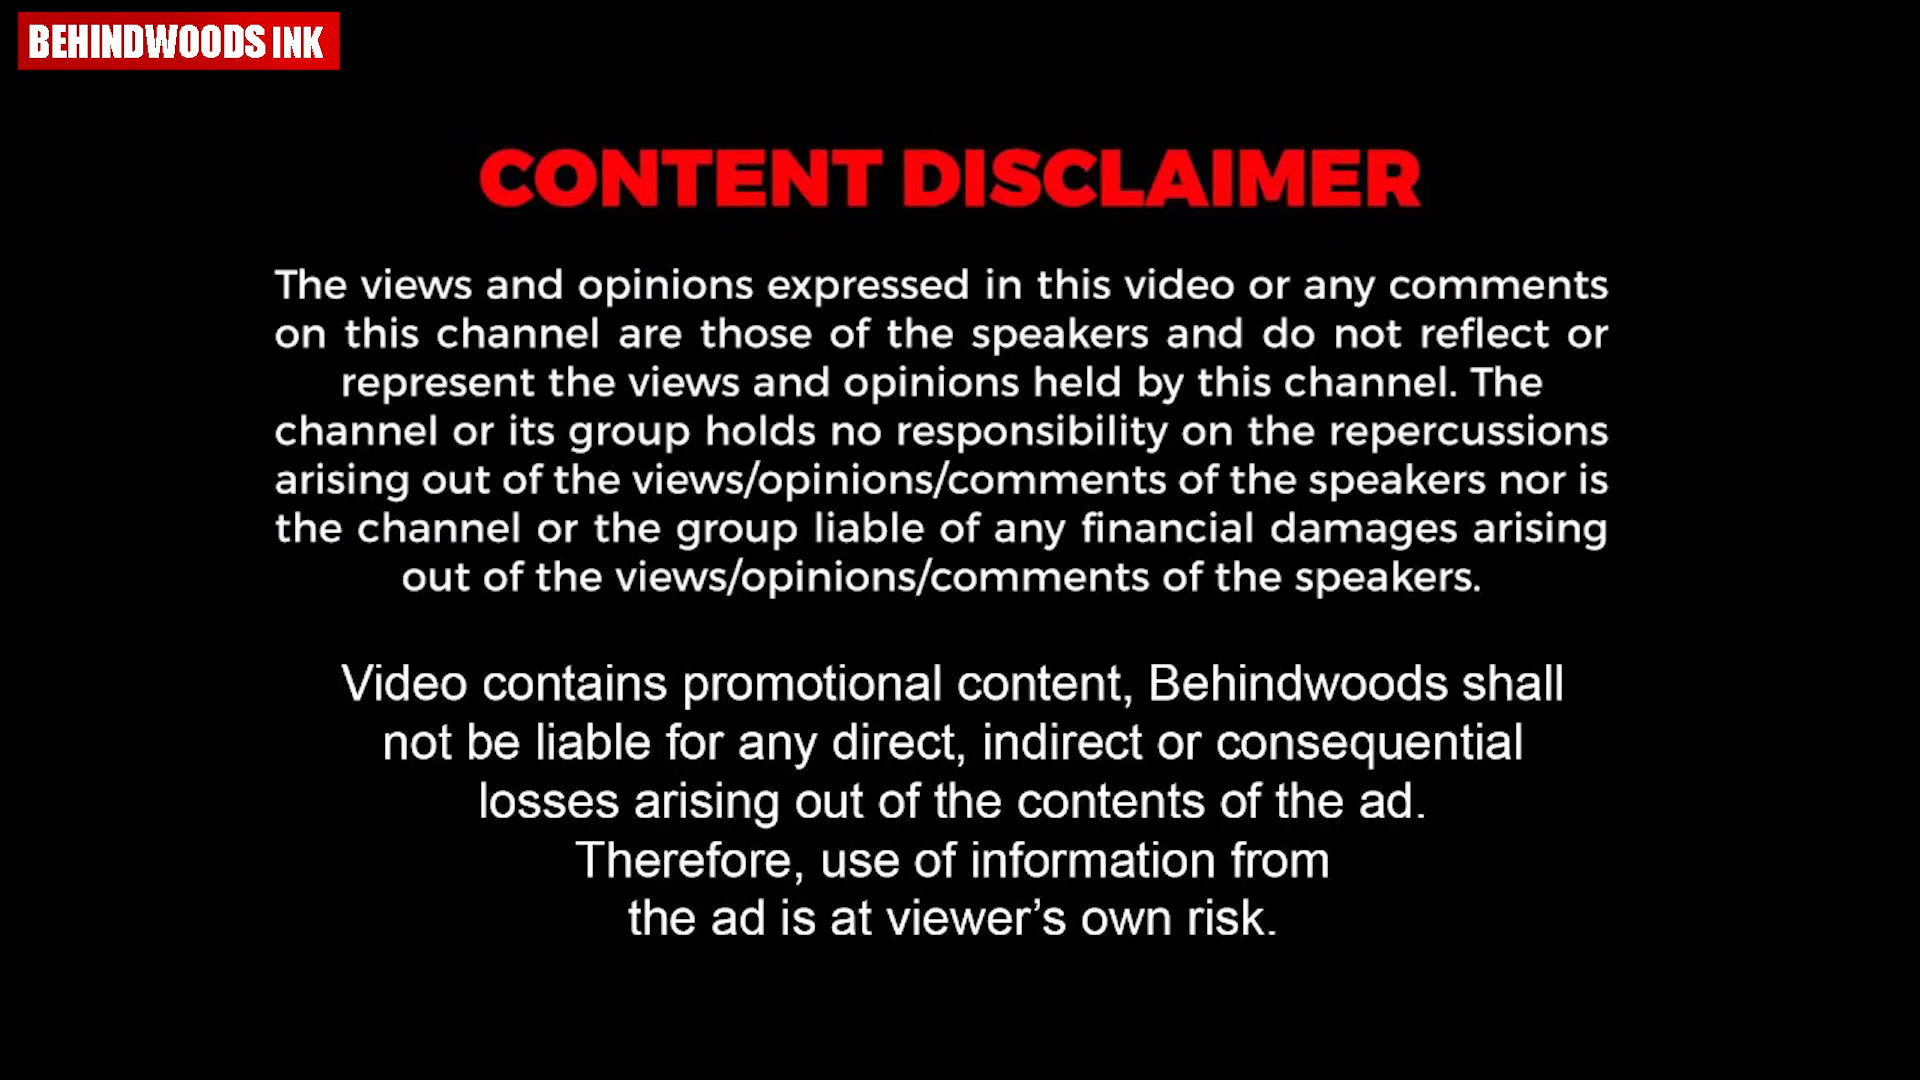 BEHINDWOODS INK
CONTENT DISCLAIMER
The views and opinions expressed in this video or any comments
on this channel are those of the speakers and do not reflect or
represent the views and opinions held by this channel. The
channel or its group holds no responsibility on the repercussions
arising out of the views/opinions/comments of the speakers nor is
the channel or the group liable of any financial damages arising
out of the views/opinions/comments of the speakers.
Video contains promotional content, Behindwoods shall
not be liable for any direct, indirect or consequential
losses arising out of the contents of the ad.
Therefore, use of information from
the ad is at viewer’s own risk.